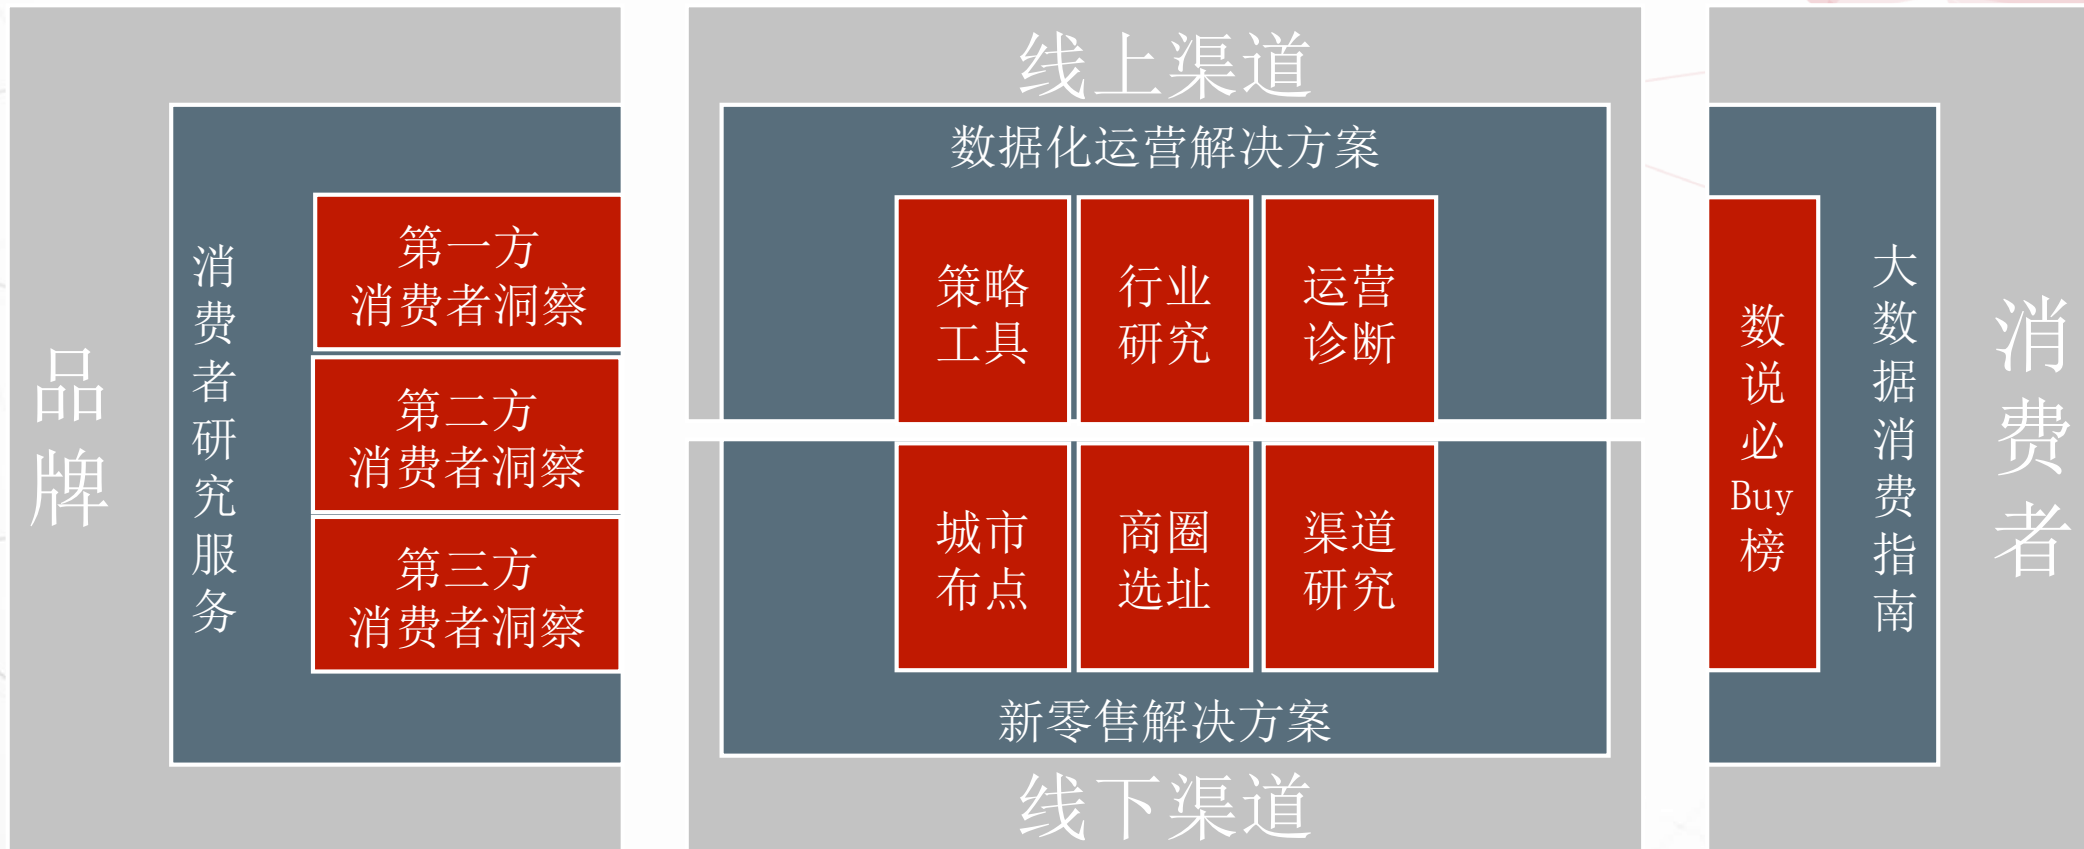 品牌
消费者研究服务
第一方
消费者洞察
第二方
消费者洞察
第三方
消费者洞察
线上渠道
数据化运营解决方案
策略
工具
行业
研究
运营
诊断
城市
布点
商圈
选址
渠道
研究
新零售解决方案
线下渠道
数说必Buy榜
大数据消费指南
消费者